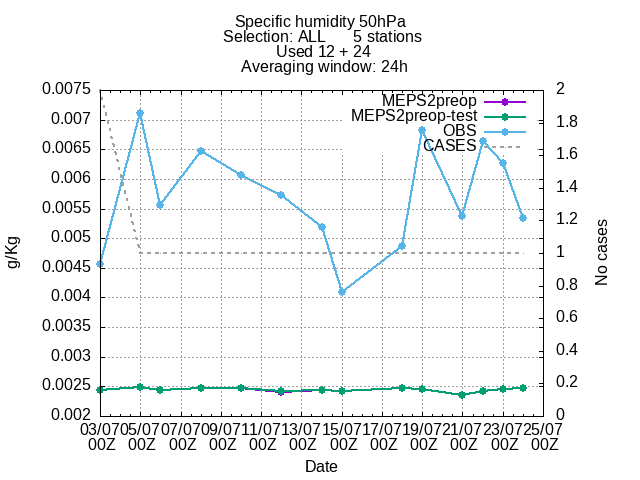 Specific humidity 50hPa
Selection: ALL 5 stations
Used 12 + 24
Averaging window: 24h
MEPS2preop
MEPS2preop-test
OBS
CASES
0.0075
0.007
0.0065
0.006
0.0055
0.005
0.0045
0.004
0.0035
0.003
0.0025
0.002
g/Kg
2
1.8
1.6
1.4
1.2
1
0.8
0.6
0.4
0.2
0
No cases
03/07 05/07 07/07 09/07 11/07 13/07 15/07 17/07 19/07 21/07 23/07 25/07
00Z 00Z 00Z 00Z 00Z 00Z 00Z 00Z 00Z 00Z 00Z 00Z
Date